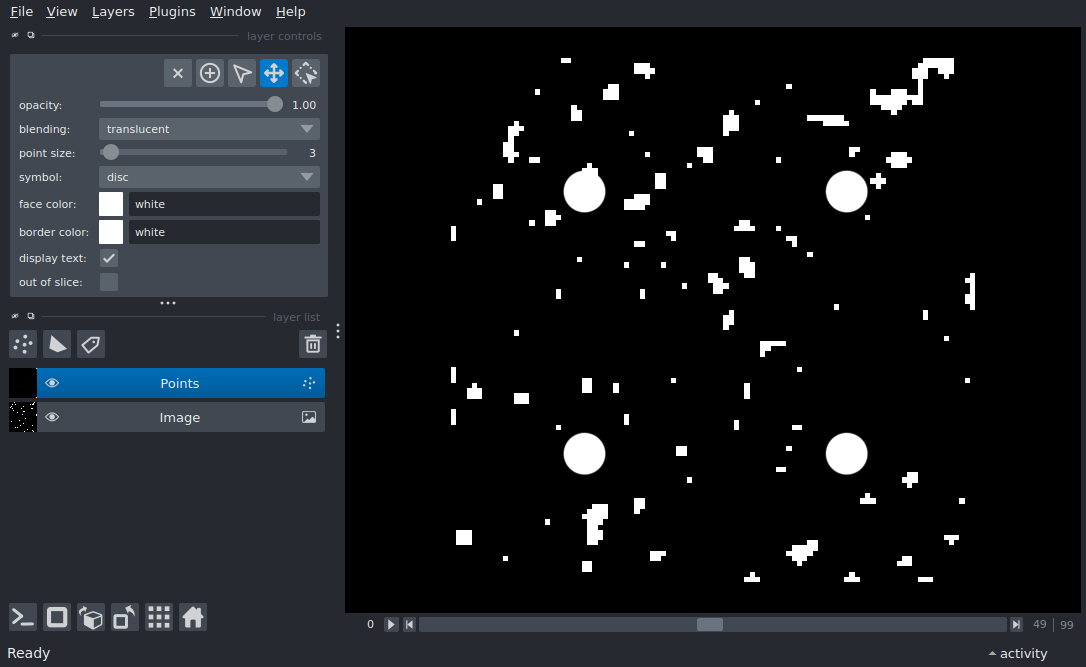 File View Layers Plugins Window Help
layer controls
opacity: 1.00
blending: translucent
point size: 3
symbol: disc
face color: white
border color: white
display text:
out of slice:
layer list
Points
Image
0 49 99
Ready activity